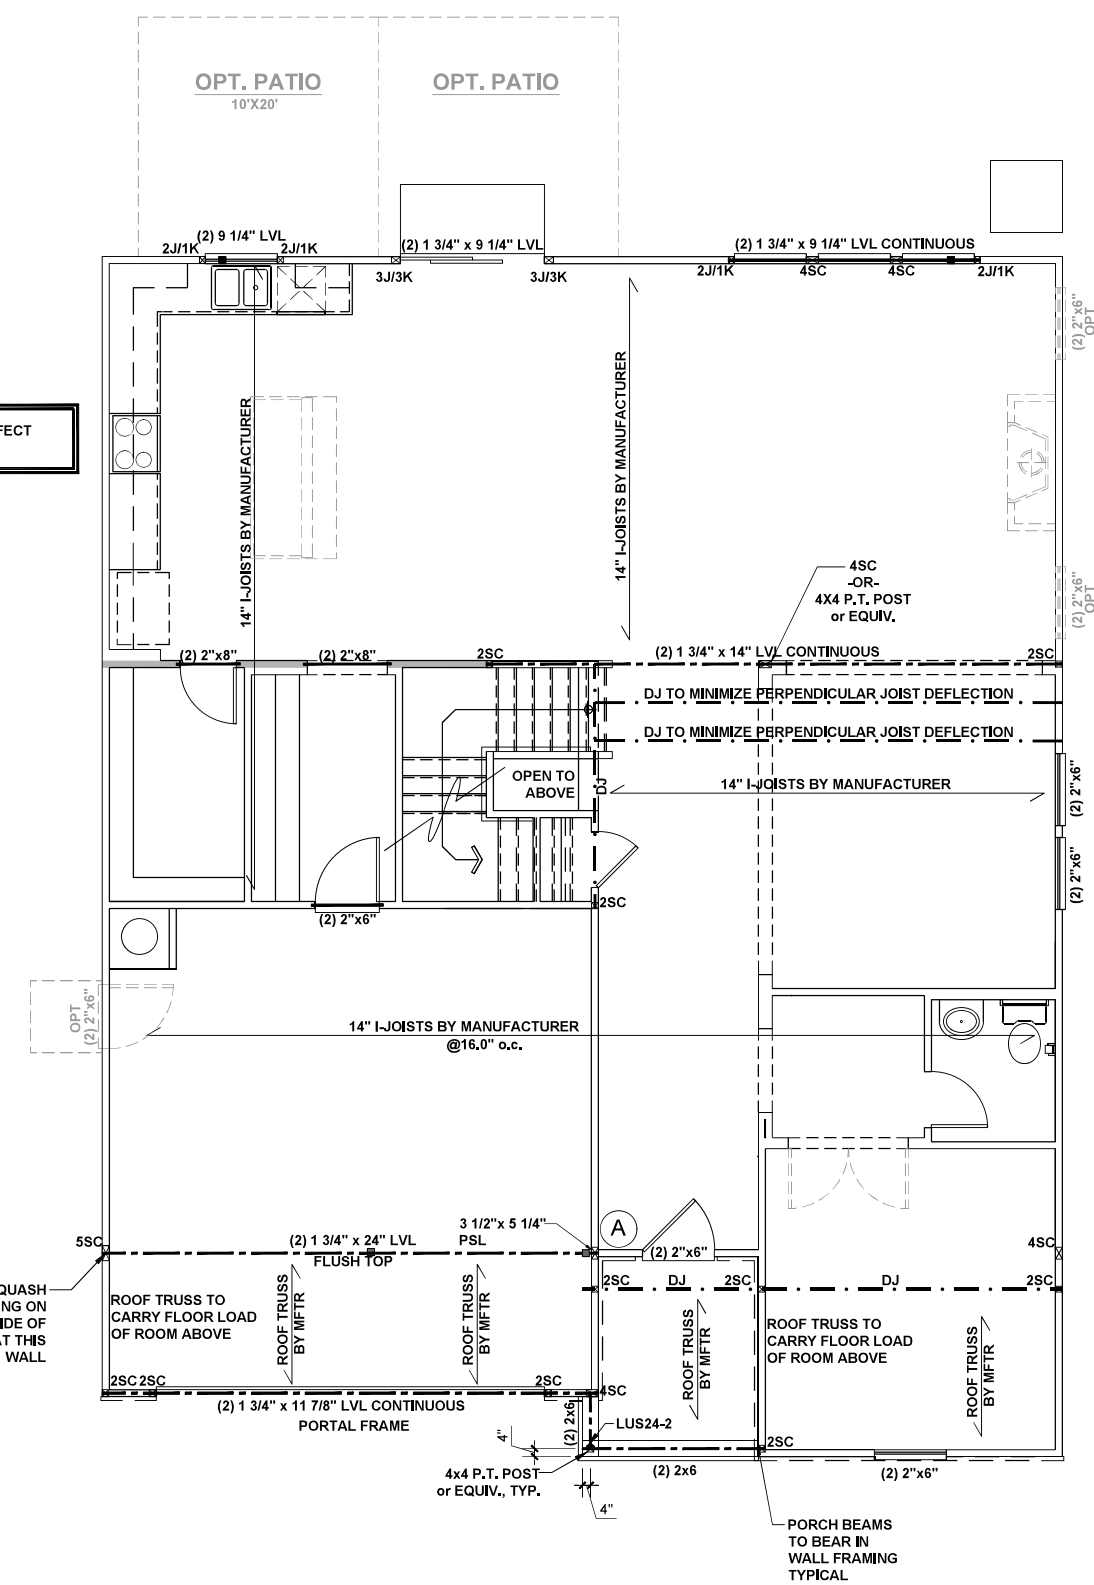 OPT. PATIO
10'X20'
OPT. PATIO
(2) 9 1/4" LVL
2J/1K
2J/1K
(2) 1 3/4" x 9 1/4" LVL
3J/3K
3J/3K
(2) 1 3/4" x 9 1/4" LVL CONTINUOUS
2J/1K
4SC
4SC
2J/1K
(2) 2"x6"
OPT
FECT
14" I-JOISTS BY MANUFACTURER
14" I-JOISTS BY MANUFACTURER
4SC
-OR-
4X4 P.T. POST
or EQUIV.
(2) 2"x6"
OPT
(2) 2"x8"
(2) 2"x8"
2SC
(2) 1 3/4" x 14" LVL CONTINUOUS
2SC
DJ TO MINIMIZE PERPENDICULAR JOIST DEFLECTION
DJ TO MINIMIZE PERPENDICULAR JOIST DEFLECTION
OPEN TO
ABOVE
DJ
14" I-JOISTS BY MANUFACTURER
(2) 2"x6"
(2) 2"x6"
2SC
(2) 2"x6"
OPT
(2) 2"x6"
14" I-JOISTS BY MANUFACTURER
@16.0" o.c.
5SC
(2) 1 3/4" x 24" LVL
FLUSH TOP
3 1/2"x 5 1/4"
PSL
A
(2) 2"x6"
4SC
QUASH
NG ON
IDE OF
AT THIS
WALL
ROOF TRUSS TO
CARRY FLOOR LOAD
OF ROOM ABOVE
ROOF TRUSS
BY MFTR
ROOF TRUSS
BY MFTR
2SC
DJ
2SC
DJ
2SC
ROOF TRUSS
BY MFTR
ROOF TRUSS TO
CARRY FLOOR LOAD
OF ROOM ABOVE
ROOF TRUSS
BY MFTR
2SC 2SC
2SC
4SC
(2) 1 3/4" x 11 7/8" LVL CONTINUOUS
PORTAL FRAME
(2) 2x6
LUS24-2
2SC
4"
4x4 P.T. POST
or EQUIV., TYP.
(2) 2x6
(2) 2"x6"
4"
PORCH BEAMS
TO BEAR IN
WALL FRAMING
TYPICAL